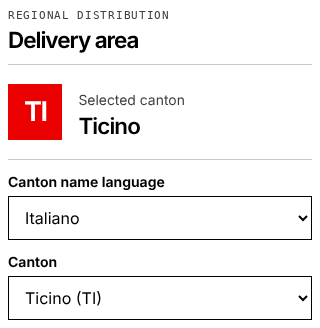 REGIONAL DISTRIBUTION
Delivery area
TI
Selected canton
Ticino
Canton name language
Italiano
Canton
Ticino (TI)